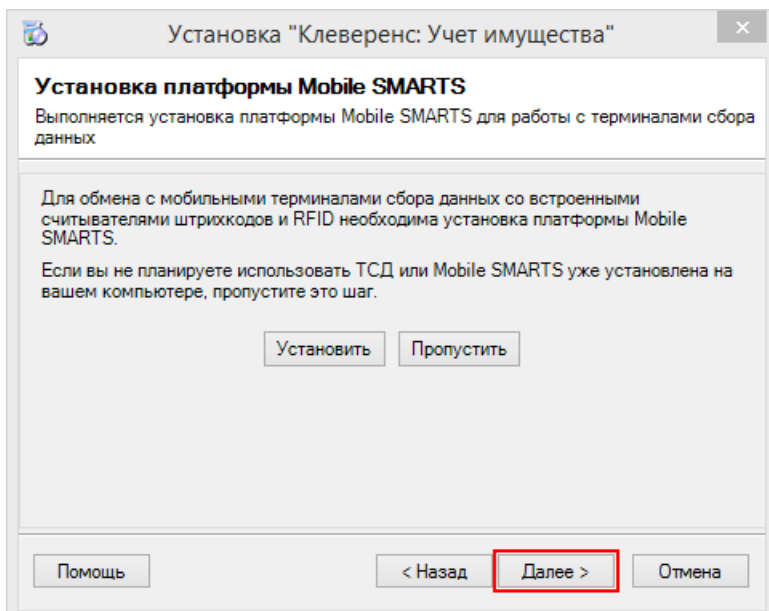 Установка "Клеверенс: Учет имущества"
Установка платформы Mobile SMARTS
Выполняется установка платформы Mobile SMARTS для работы с терминалами сбора
данных
Для обмена с мобильными терминалами сбора данных со встроенными
считывателями штрихкодов и RFID необходима установка платформы Mobile
SMARTS.
Если вы не планируете использовать ТСД или Mobile SMARTS уже установлена на
вашем компьютере, пропустите это шаг.
Установить Пропустить
Помощь < Назад Далее > Отмена